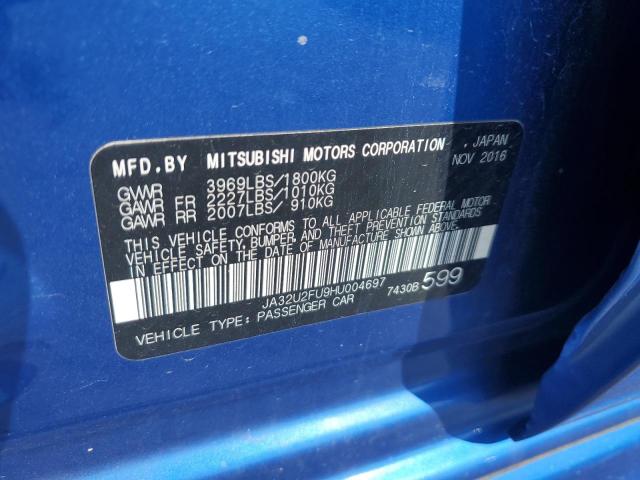 MFD.BY MITSUBISHI MOTORS CORPORATION , JAPAN
NOV 2016
GVWR 3969LBS/1800KG
GAWR FR 2227LBS/1010KG
GAWR RR 2007LBS/ 910KG
THIS VEHICLE CONFORMS TO ALL APPLICABLE FEDERAL MOTOR
VEHICLE SAFETY, BUMPER, AND THEFT PREVENTION STANDARDS
IN EFFECT ON THE DATE OF MANUFACTURE SHOWN ABOVE.
JA32U2FU9HU004697
7430B 599
VEHICLE TYPE: PASSENGER CAR